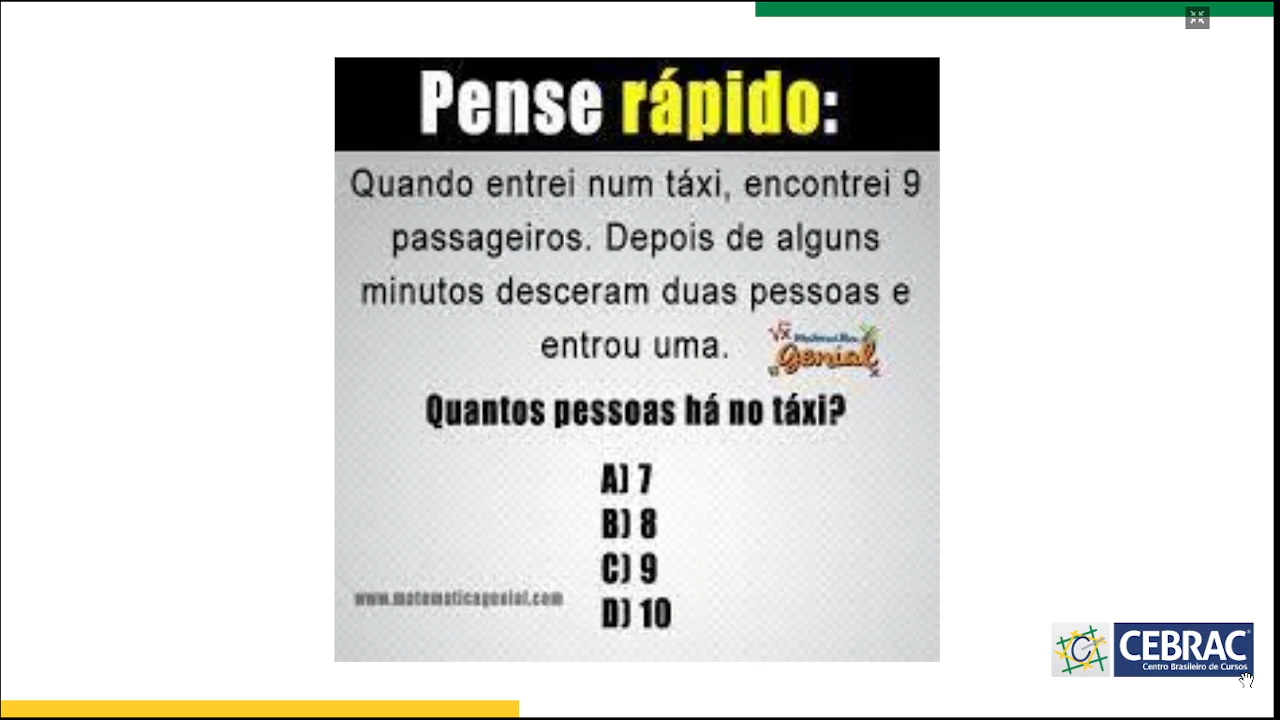 Pense rápido:
Quando entrei num táxi, encontrei 9
passageiros. Depois de alguns
minutos desceram duas pessoas e
entrou uma.
Genial
Quantos pessoas há no táxi?
A) 7
B) 8
C) 9
D) 10
www.matematicagenial.com
CEBRAC®
Centro Brasileiro de Cursos